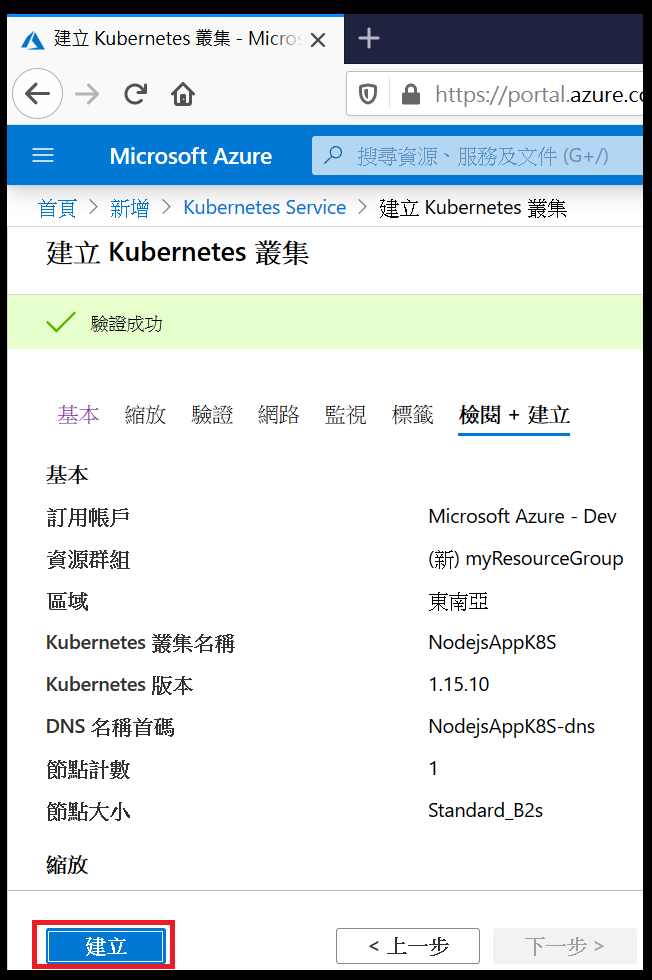 建立 Kubernetes 叢集 - Micros
https://portal.azure.co
Microsoft Azure
搜尋資源、服務及文件 (G+/)
首頁 > 新增 > Kubernetes Service > 建立 Kubernetes 叢集
建立 Kubernetes 叢集
驗證成功
基本 縮放 驗證 網路 監視 標籤 檢閱 + 建立
基本
訂用帳戶 Microsoft Azure - Dev
資源群組 (新) myResourceGroup
區域 東南亞
Kubernetes 叢集名稱 NodejsAppK8S
Kubernetes 版本 1.15.10
DNS 名稱首碼 NodejsAppK8S-dns
節點計數 1
節點大小 Standard_B2s
縮放
建立 < 上一步 下一步 >